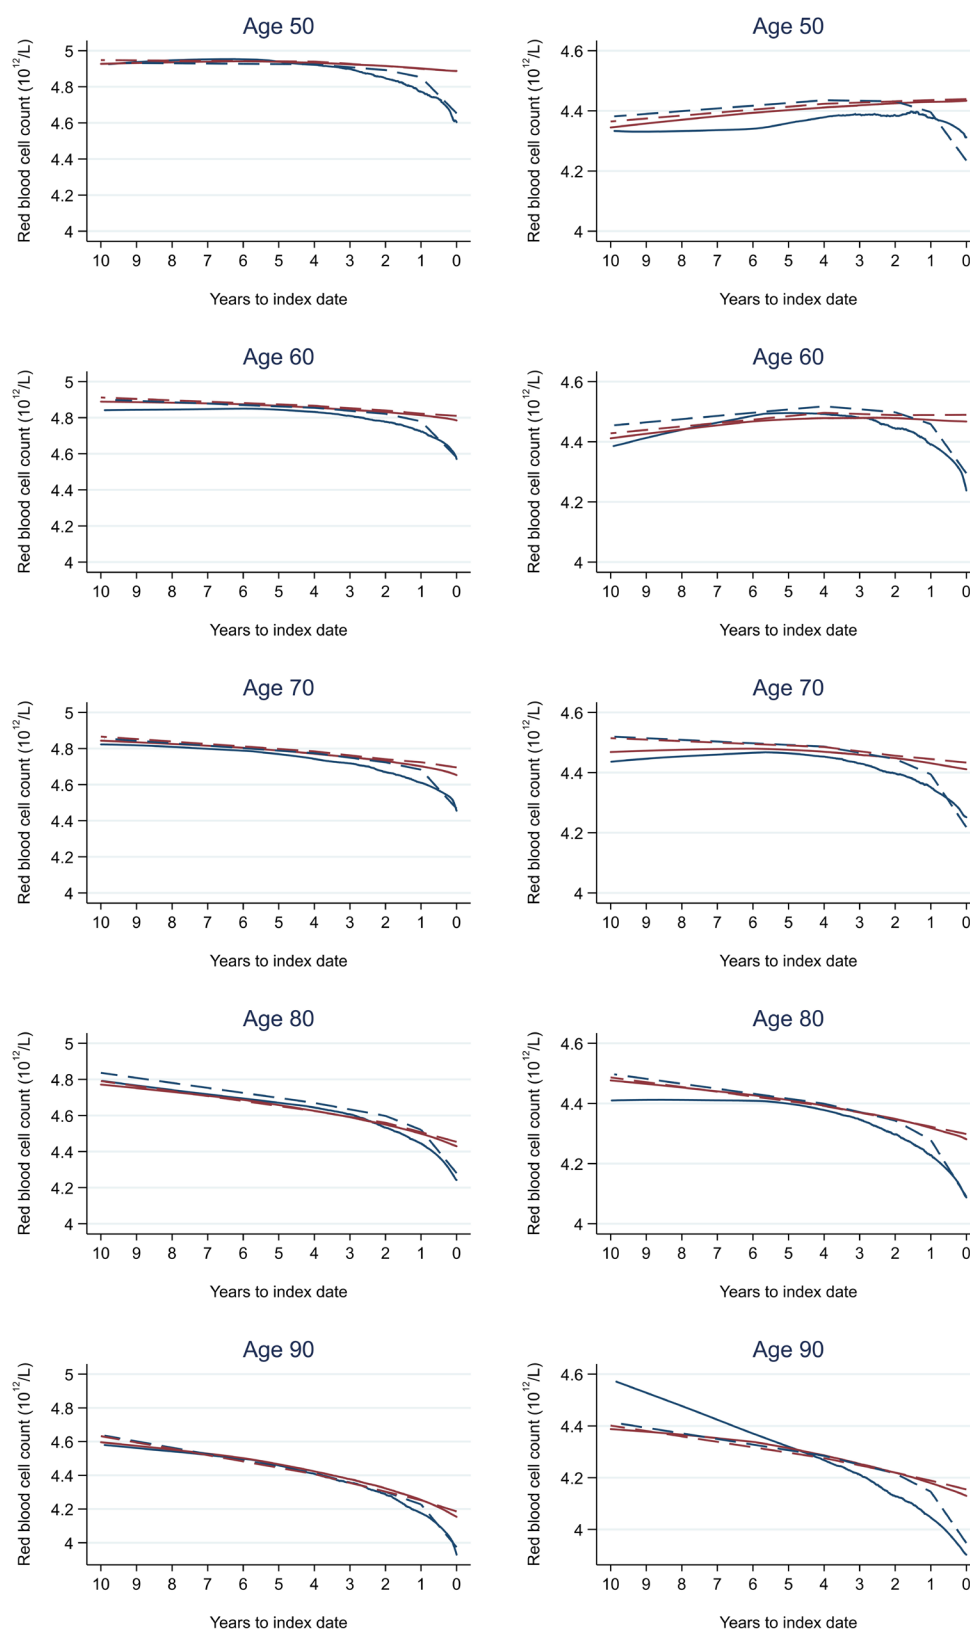 Age 50
Red blood cell count (10¹²/L)
5
4.8
4.6
4.4
4.2
4
10 9 8 7 6 5 4 3 2 1 0
Years to index date
Age 50
Red blood cell count (10¹²/L)
4.6
4.4
4.2
4
10 9 8 7 6 5 4 3 2 1 0
Years to index date
Age 60
Red blood cell count (10¹²/L)
5
4.8
4.6
4.4
4.2
4
10 9 8 7 6 5 4 3 2 1 0
Years to index date
Age 60
Red blood cell count (10¹²/L)
4.6
4.4
4.2
4
10 9 8 7 6 5 4 3 2 1 0
Years to index date
Age 70
Red blood cell count (10¹²/L)
5
4.8
4.6
4.4
4.2
4
10 9 8 7 6 5 4 3 2 1 0
Years to index date
Age 70
Red blood cell count (10¹²/L)
4.6
4.4
4.2
4
10 9 8 7 6 5 4 3 2 1 0
Years to index date
Age 80
Red blood cell count (10¹²/L)
5
4.8
4.6
4.4
4.2
4
10 9 8 7 6 5 4 3 2 1 0
Years to index date
Age 80
Red blood cell count (10¹²/L)
4.6
4.4
4.2
4
10 9 8 7 6 5 4 3 2 1 0
Years to index date
Age 90
Red blood cell count (10¹²/L)
5
4.8
4.6
4.4
4.2
4
10 9 8 7 6 5 4 3 2 1 0
Years to index date
Age 90
Red blood cell count (10¹²/L)
4.6
4.4
4.2
4
10 9 8 7 6 5 4 3 2 1 0
Years to index date